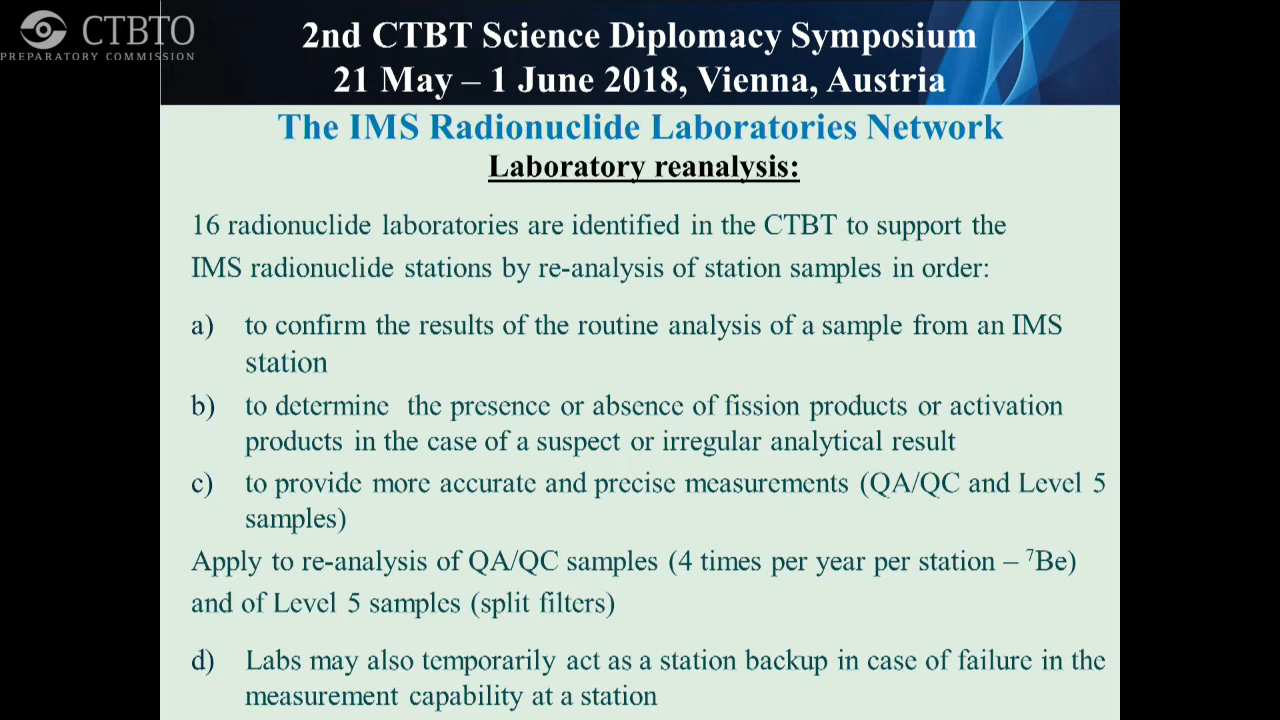 CTBTO
PREPARATORY COMMISSION
2nd CTBT Science Diplomacy Symposium
21 May – 1 June 2018, Vienna, Austria
The IMS Radionuclide Laboratories Network
Laboratory reanalysis:
16 radionuclide laboratories are identified in the CTBT to support the
IMS radionuclide stations by re-analysis of station samples in order:
a) to confirm the results of the routine analysis of a sample from an IMS
station
b) to determine the presence or absence of fission products or activation
products in the case of a suspect or irregular analytical result
c) to provide more accurate and precise measurements (QA/QC and Level 5
samples)
Apply to re-analysis of QA/QC samples (4 times per year per station – ⁷Be)
and of Level 5 samples (split filters)
d) Labs may also temporarily act as a station backup in case of failure in the
measurement capability at a station